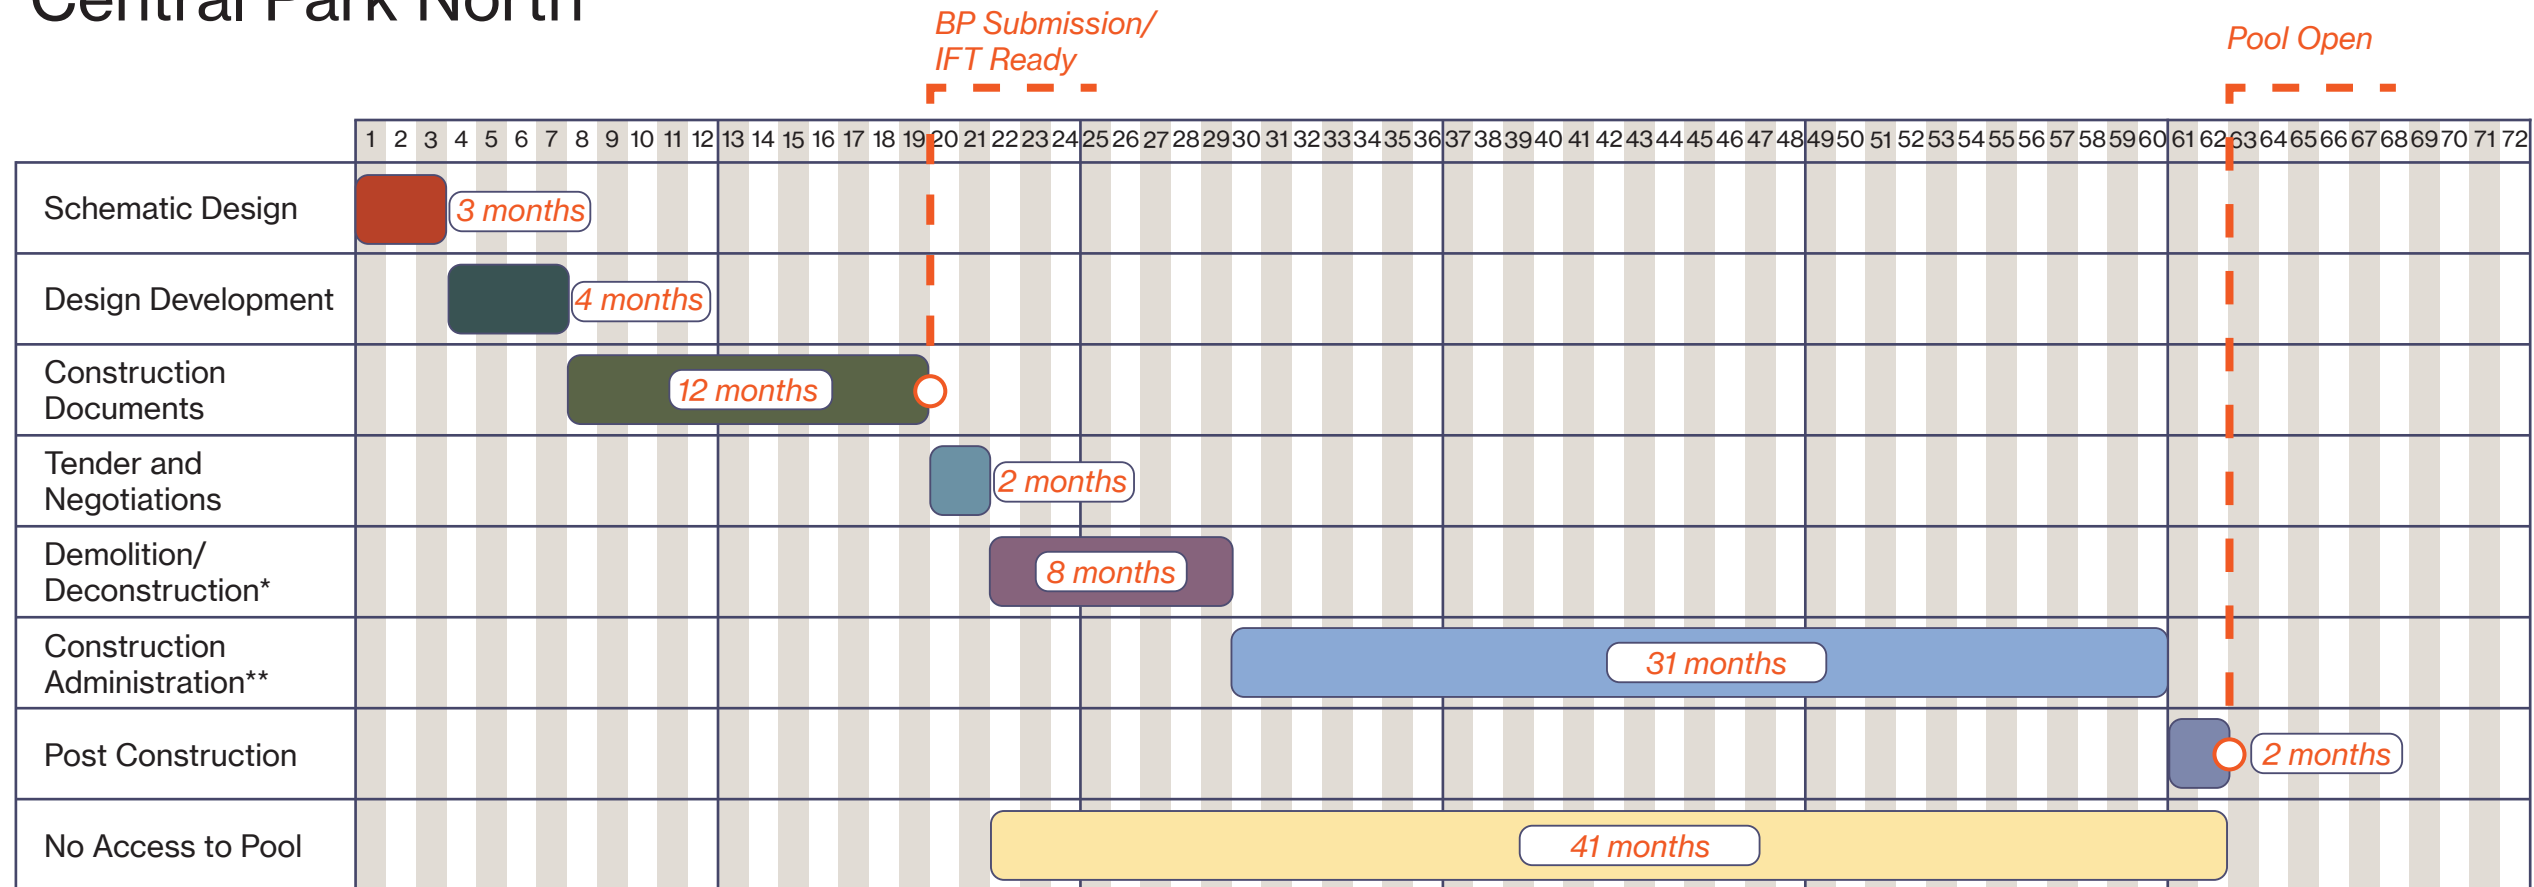 Central Park North
BP Submission/
IFT Ready
Pool Open
1 2 3 4 5 6 7 8 9 10 11 12 13 14 15 16 17 18 19 20 21 22 23 24 25 26 27 28 29 30 31 32 33 34 35 36 37 38 39 40 41 42 43 44 45 46 47 48 49 50 51 52 53 54 55 56 57 58 59 60 61 62 63 64 65 66 67 68 69 70 71 72
Schematic Design
3 months
Design Development
4 months
Construction
Documents
12 months
Tender and
Negotiations
2 months
Demolition/
Deconstruction*
8 months
Construction
Administration**
31 months
Post Construction
2 months
No Access to Pool
41 months